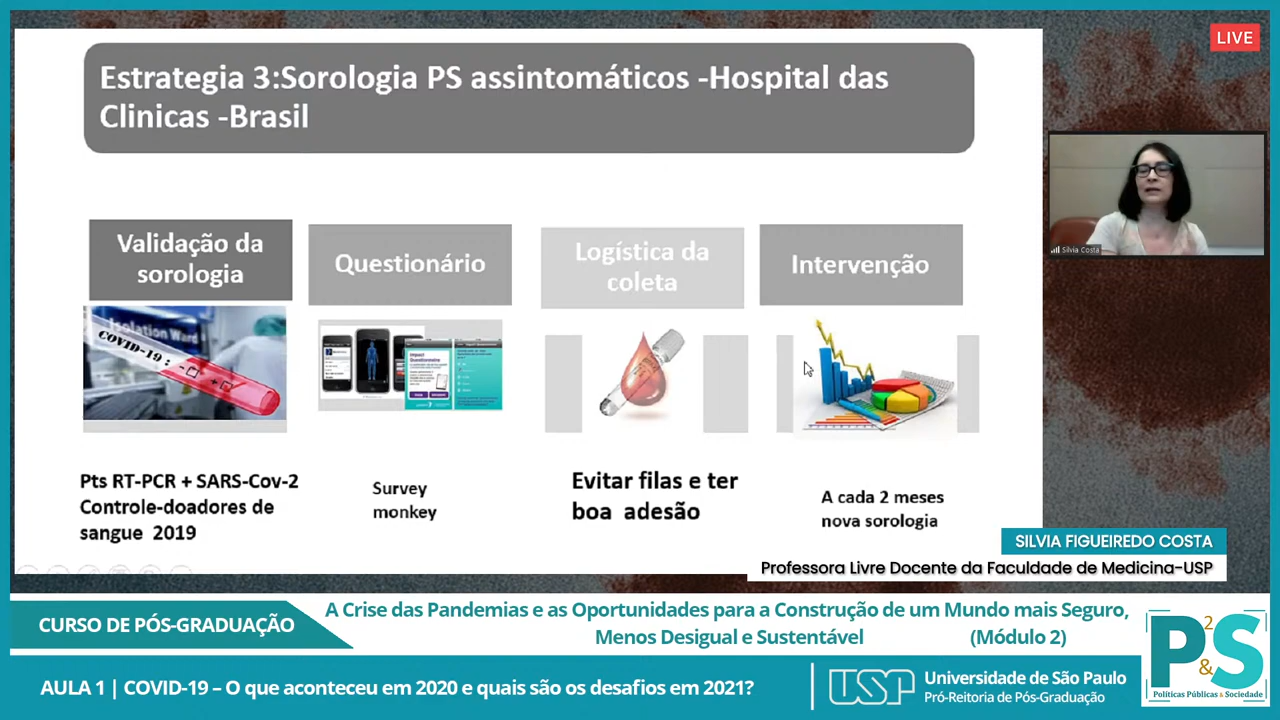 LIVE
Estrategia 3:Sorologia PS assintomáticos -Hospital das
Clinicas -Brasil
Validação da
sorologia
Questionário
Logística da
coleta
Intervenção
Isolation Ward
COVID-19 :
Impact
Questionnaire
Pts RT-PCR + SARS-Cov-2
Controle-doadores de
sangue 2019
Survey
monkey
Evitar filas e ter
boa adesão
A cada 2 meses
nova sorologia
Silvia Costa
SILVIA FIGUEIREDO COSTA
Professora Livre Docente da Faculdade de Medicina-USP
CURSO DE PÓS-GRADUAÇÃO
A Crise das Pandemias e as Oportunidades para a Construção de um Mundo mais Seguro,
Menos Desigual e Sustentável (Módulo 2)
AULA 1 | COVID-19 – O que aconteceu em 2020 e quais são os desafios em 2021?
USP
Universidade de São Paulo
Pró-Reitoria de Pós-Graduação
P2&S
Políticas Públicas & Sociedade